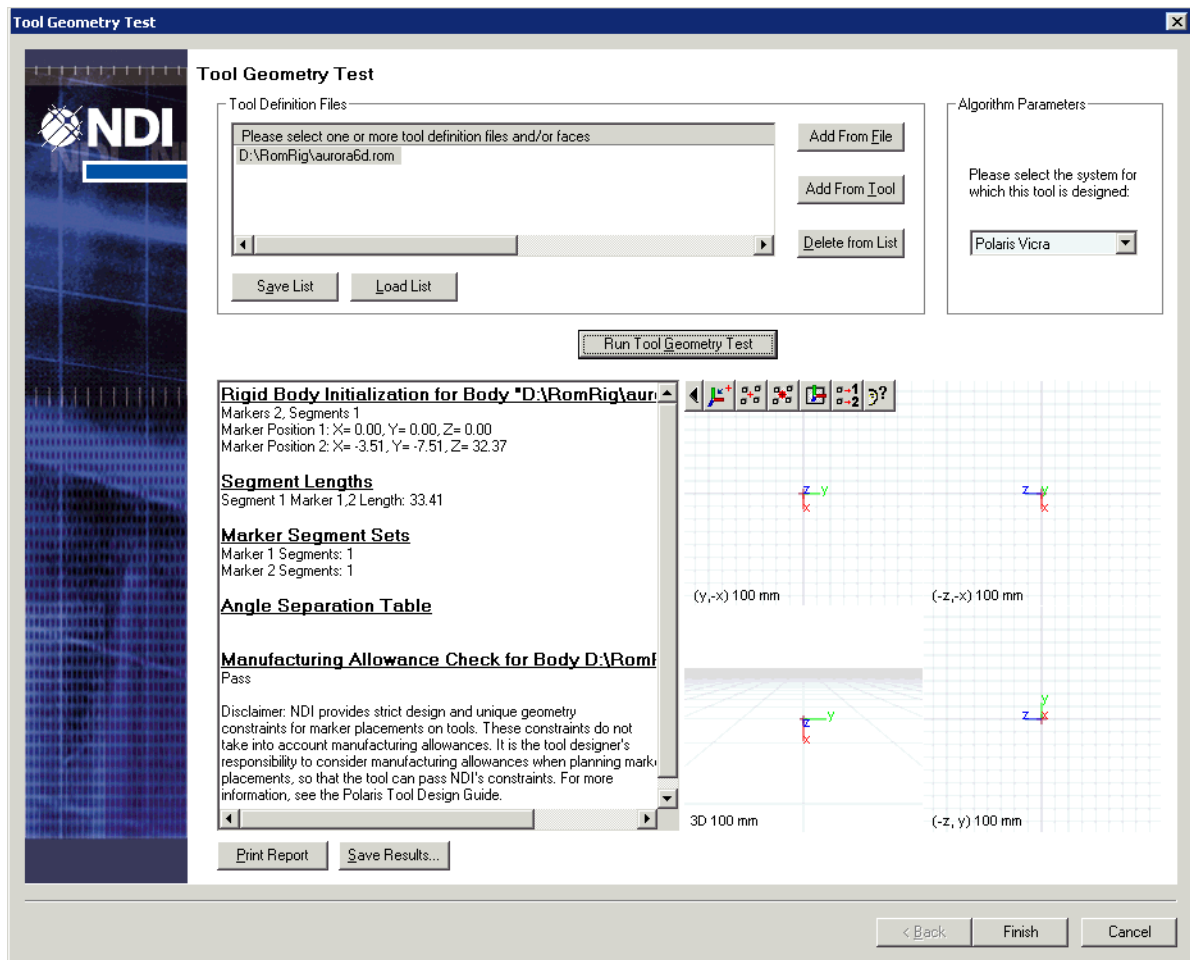 Tool Geometry Test
NDI
Tool Geometry Test
Tool Definition Files
Please select one or more tool definition files and/or faces
D:\RomRig\aurora6d.rom
Add From File
Add From Tool
Delete from List
Save List
Load List
Algorithm Parameters
Please select the system for
which this tool is designed:
Polaris Vicra
Run Tool Geometry Test
Rigid Body Initialization for Body "D:\RomRig\aur
Markers 2, Segments 1
Marker Position 1: X= 0.00, Y= 0.00, Z= 0.00
Marker Position 2: X= -3.51, Y= -7.51, Z= 32.37
Segment Lengths
Segment 1 Marker 1,2 Length: 33.41
Marker Segment Sets
Marker 1 Segments: 1
Marker 2 Segments: 1
Angle Separation Table
Manufacturing Allowance Check for Body D:\Rom
Pass
Disclaimer: NDI provides strict design and unique geometry
constraints for marker placements on tools. These constraints do not
take into account manufacturing allowances. It is the tool designer's
responsibility to consider manufacturing allowances when planning mark
placements, so that the tool can pass NDI's constraints. For more
information, see the Polaris Tool Design Guide.
1
2
?
z y
x
z y
x
(y,-x) 100 mm
(-z,-x) 100 mm
z y
x
y
z x
3D 100 mm
(-z, y) 100 mm
Print Report
Save Results...
< Back
Finish
Cancel